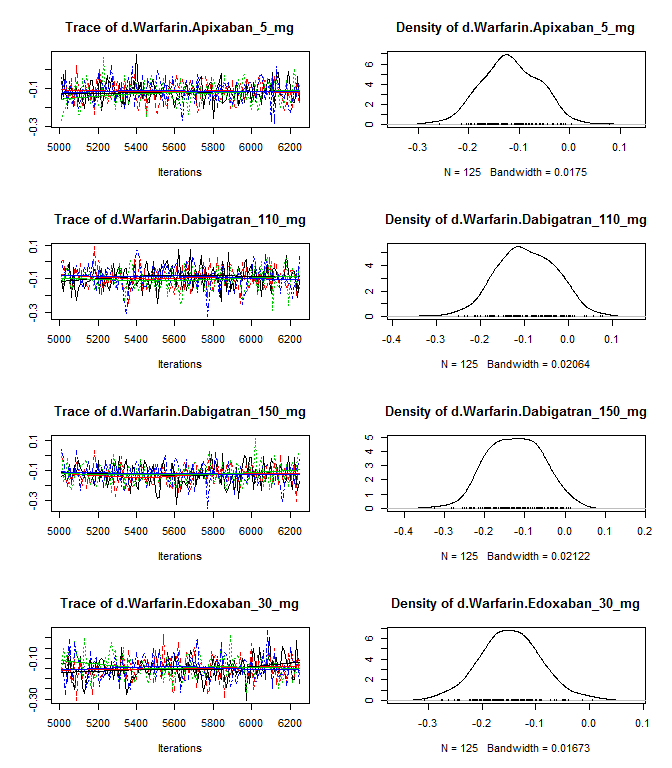 Trace of d.Warfarin.Apixaban_5_mg
-0.1
-0.3
5000 5200 5400 5600 5800 6000 6200
Iterations
Density of d.Warfarin.Apixaban_5_mg
6
4
2
0
-0.3 -0.2 -0.1 0.0 0.1
N = 125 Bandwidth = 0.0175
Trace of d.Warfarin.Dabigatran_110_mg
0.1
-0.1
-0.3
5000 5200 5400 5600 5800 6000 6200
Iterations
Density of d.Warfarin.Dabigatran_110_mg
4
2
0
-0.4 -0.3 -0.2 -0.1 0.0 0.1
N = 125 Bandwidth = 0.02064
Trace of d.Warfarin.Dabigatran_150_mg
0.1
-0.1
-0.3
5000 5200 5400 5600 5800 6000 6200
Iterations
Density of d.Warfarin.Dabigatran_150_mg
5
4
3
2
1
0
-0.4 -0.3 -0.2 -0.1 0.0 0.1 0.2
N = 125 Bandwidth = 0.02122
Trace of d.Warfarin.Edoxaban_30_mg
-0.10
-0.30
5000 5200 5400 5600 5800 6000 6200
Iterations
Density of d.Warfarin.Edoxaban_30_mg
6
4
2
0
-0.3 -0.2 -0.1 0.0 0.1
N = 125 Bandwidth = 0.01673